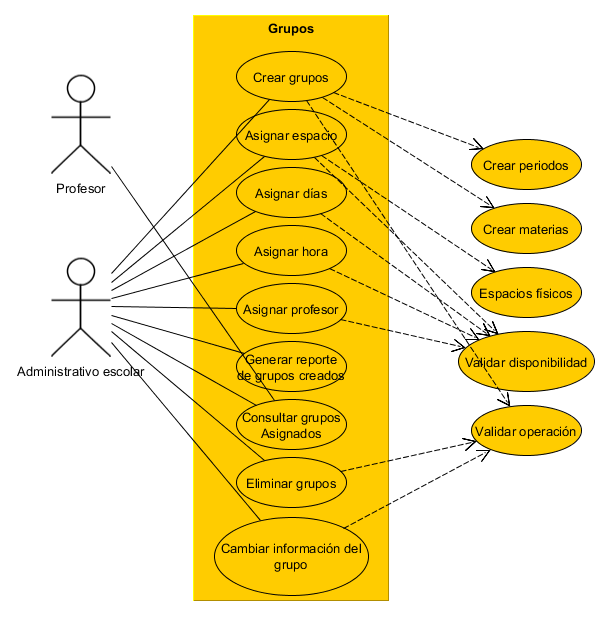 Grupos
Profesor
Administrativo escolar
Crear grupos
Asignar espacio
Asignar días
Asignar hora
Asignar profesor
Generar reporte
de grupos creados
Consultar grupos
Asignados
Eliminar grupos
Cambiar información del
grupo
Crear periodos
Crear materias
Espacios físicos
Validar disponibilidad
Validar operación